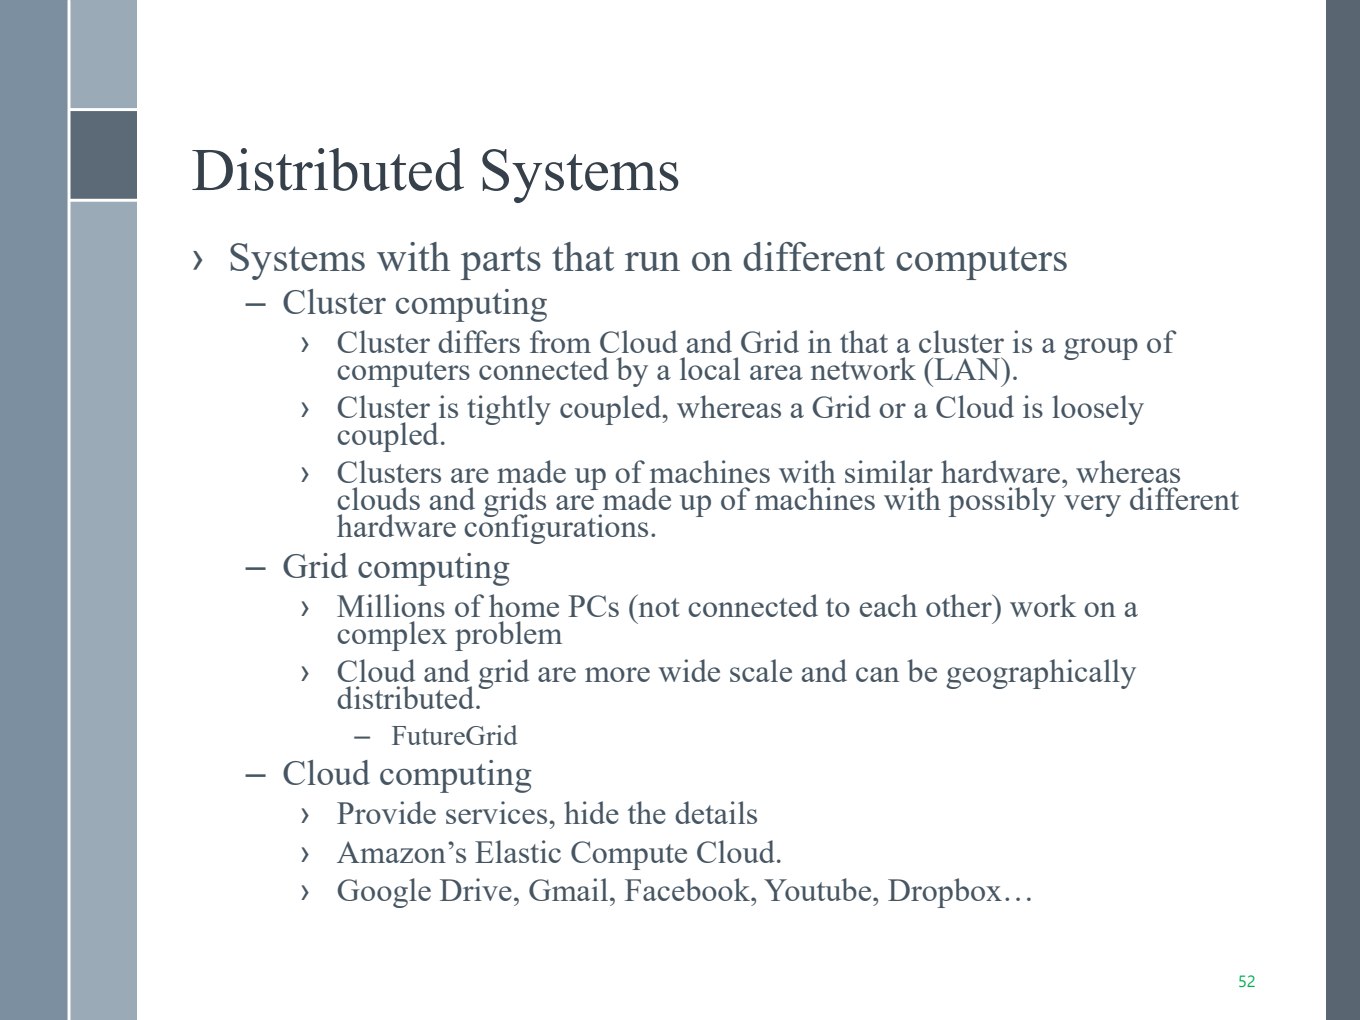 Distributed Systems
› Systems with parts that run on different computers
– Cluster computing
› Cluster differs from Cloud and Grid in that a cluster is a group of
computers connected by a local area network (LAN).
› Cluster is tightly coupled, whereas a Grid or a Cloud is loosely
coupled.
› Clusters are made up of machines with similar hardware, whereas
clouds and grids are made up of machines with possibly very different
hardware configurations.
– Grid computing
› Millions of home PCs (not connected to each other) work on a
complex problem
› Cloud and grid are more wide scale and can be geographically
distributed.
– FutureGrid
– Cloud computing
› Provide services, hide the details
› Amazon’s Elastic Compute Cloud.
› Google Drive, Gmail, Facebook, Youtube, Dropbox…
52